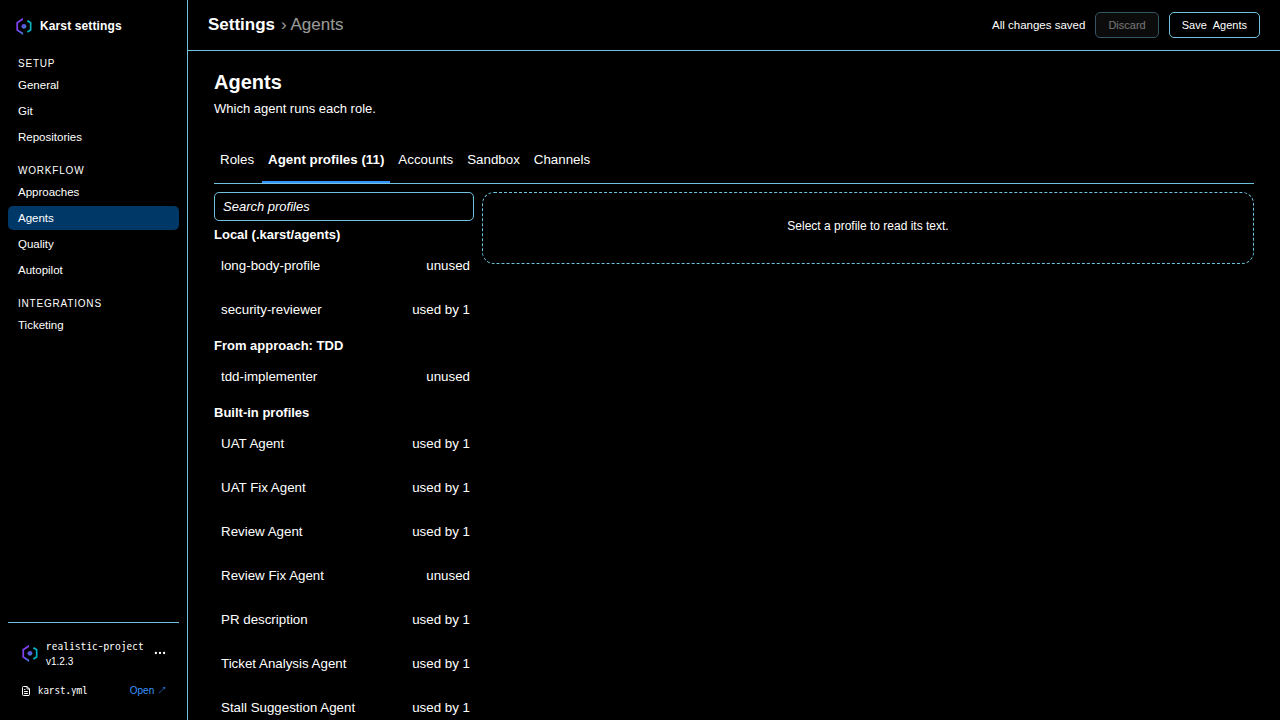 Karst settings
SETUP
General
Git
Repositories
WORKFLOW
Approaches
Agents
Quality
Autopilot
INTEGRATIONS
Ticketing
realistic-project
v1.2.3
karst.yml
Open ↗
Settings › Agents
All changes saved
Discard
Save Agents
Agents
Which agent runs each role.
Roles
Agent profiles (11)
Accounts
Sandbox
Channels
Search profiles
Local (.karst/agents)
long-body-profile unused
security-reviewer used by 1
From approach: TDD
tdd-implementer unused
Built-in profiles
UAT Agent used by 1
UAT Fix Agent used by 1
Review Agent used by 1
Review Fix Agent unused
PR description used by 1
Ticket Analysis Agent used by 1
Stall Suggestion Agent used by 1
Select a profile to read its text.